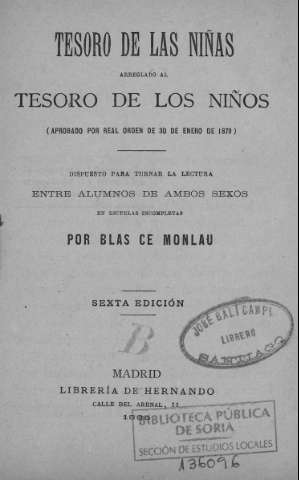 TESORO DE LAS NIÑAS
ARREGLADO AL
TESORO DE LOS NIÑOS
(APROBADO POR REAL ORDEN DE 30 DE ENERO DE 1879)
DISPUESTO PARA TURNAR LA LECTURA
ENTRE ALUMNOS DE AMBOS SEXOS
EN ESCUELAS INCOMPLETAS
POR BLAS CE MONLAU
SEXTA EDICIÓN
JOSÉ BALICAMPI
LIBRERO
SANTIAGO
B
MADRID
LIBRERÍA DE HERNANDO
CALLE DEL ARENAL, 11
BIBLIOTECA PÚBLICA
DE SORIA
SECCIÓN DE ESTUDIOS LOCALES
136096